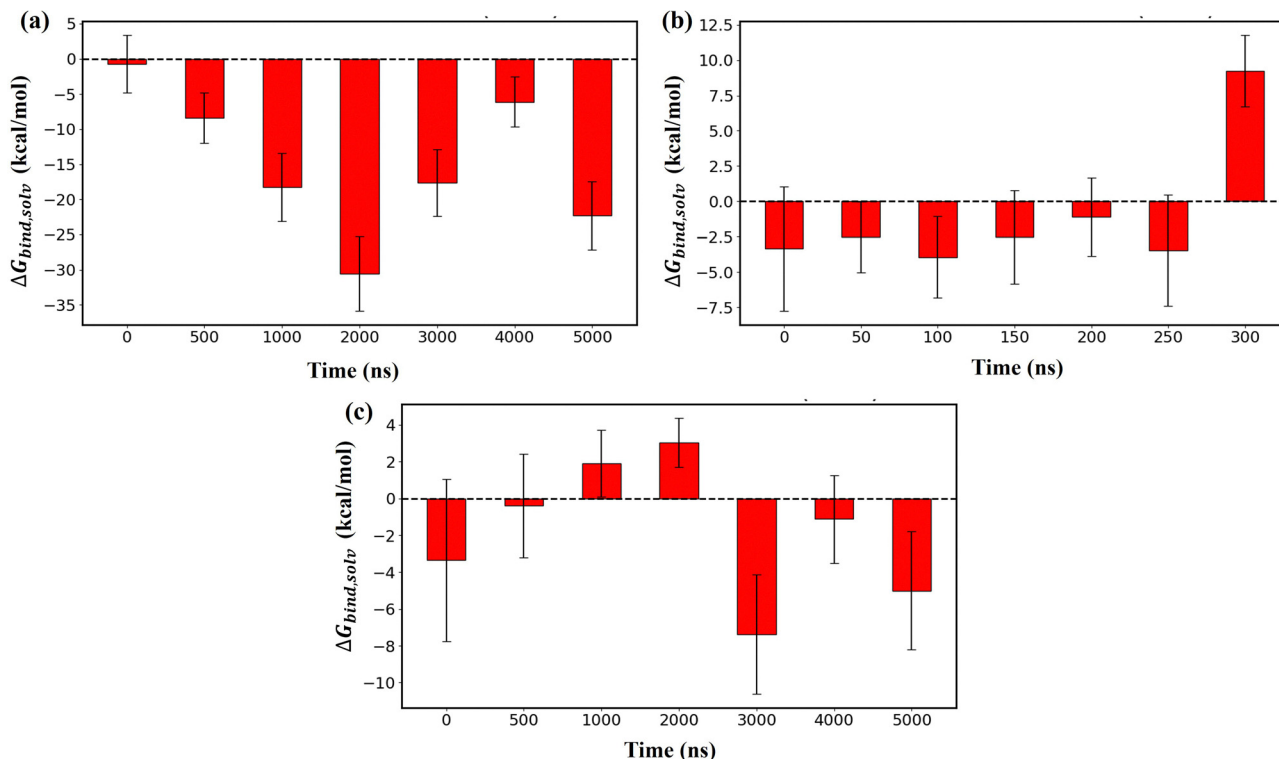 (a)
5
0
−5
−10
−15
−20
−25
−30
−35
ΔG_bind,solv (kcal/mol)
0 500 1000 2000 3000 4000 5000
Time (ns)
(b)
12.5
10.0
7.5
5.0
2.5
0.0
−2.5
−5.0
−7.5
ΔG_bind,solv (kcal/mol)
0 50 100 150 200 250 300
Time (ns)
(c)
4
2
0
−2
−4
−6
−8
−10
ΔG_bind,solv (kcal/mol)
0 500 1000 2000 3000 4000 5000
Time (ns)